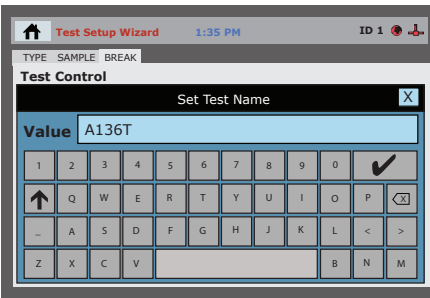 Test Setup Wizard 1:35 PM ID 1
TYPE SAMPLE BREAK
Test Control
Set Test Name X
Value A136T
1 2 3 4 5 6 7 8 9 0
Q W E R T Y U I O P X
_ A S D F G H J K L < >
Z X C V B N M